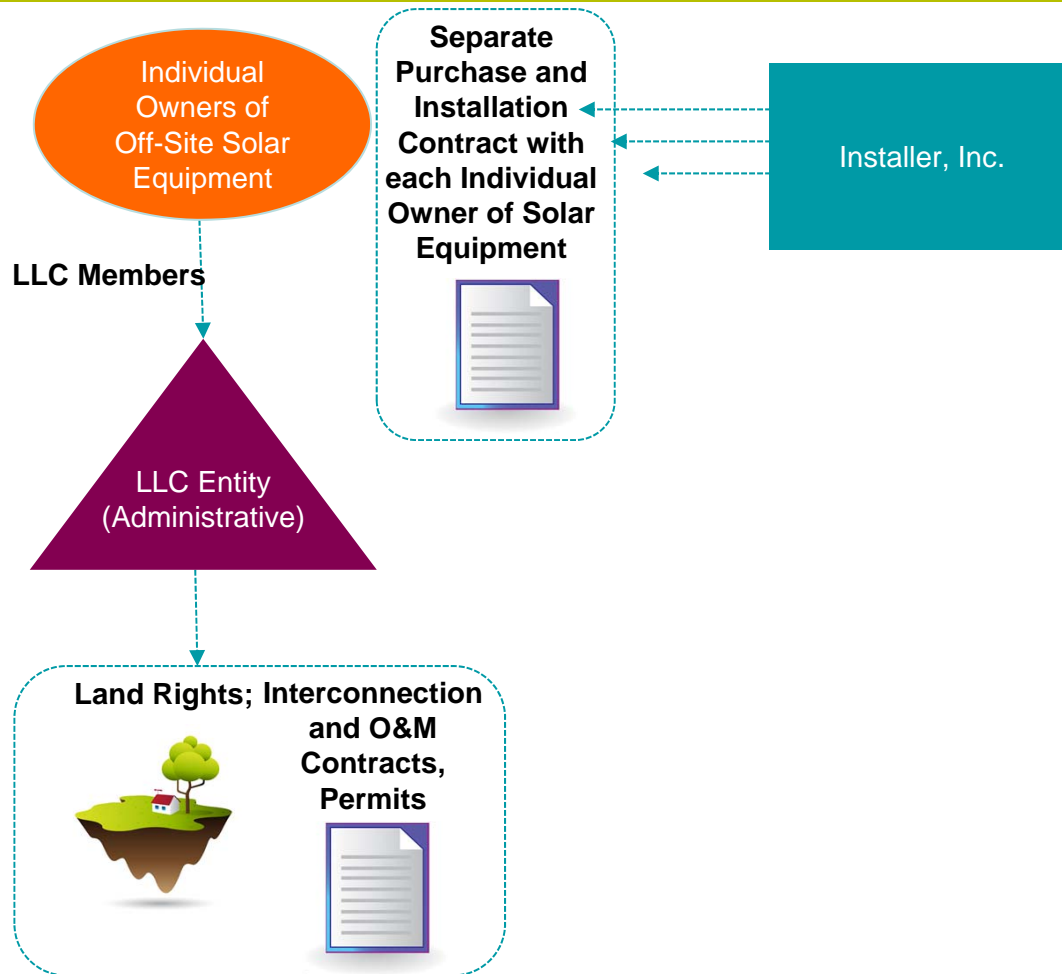 Individual
Owners of
Off-Site Solar
Equipment
Separate
Purchase and
Installation
Contract with
each Individual
Owner of Solar
Equipment
Installer, Inc.
LLC Members
LLC Entity
(Administrative)
Land Rights;
Interconnection
and O&M
Contracts,
Permits